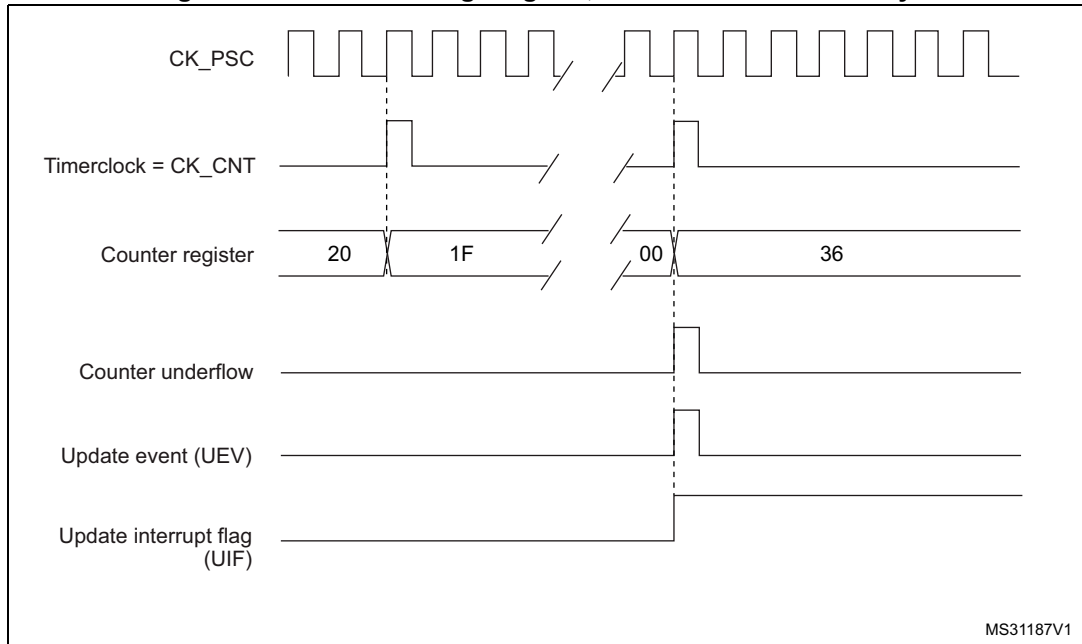 CK_PSC
Timerclock = CK_CNT
Counter register 20 1F 00 36
Counter underflow
Update event (UEV)
Update interrupt flag
(UIF)
MS31187V1